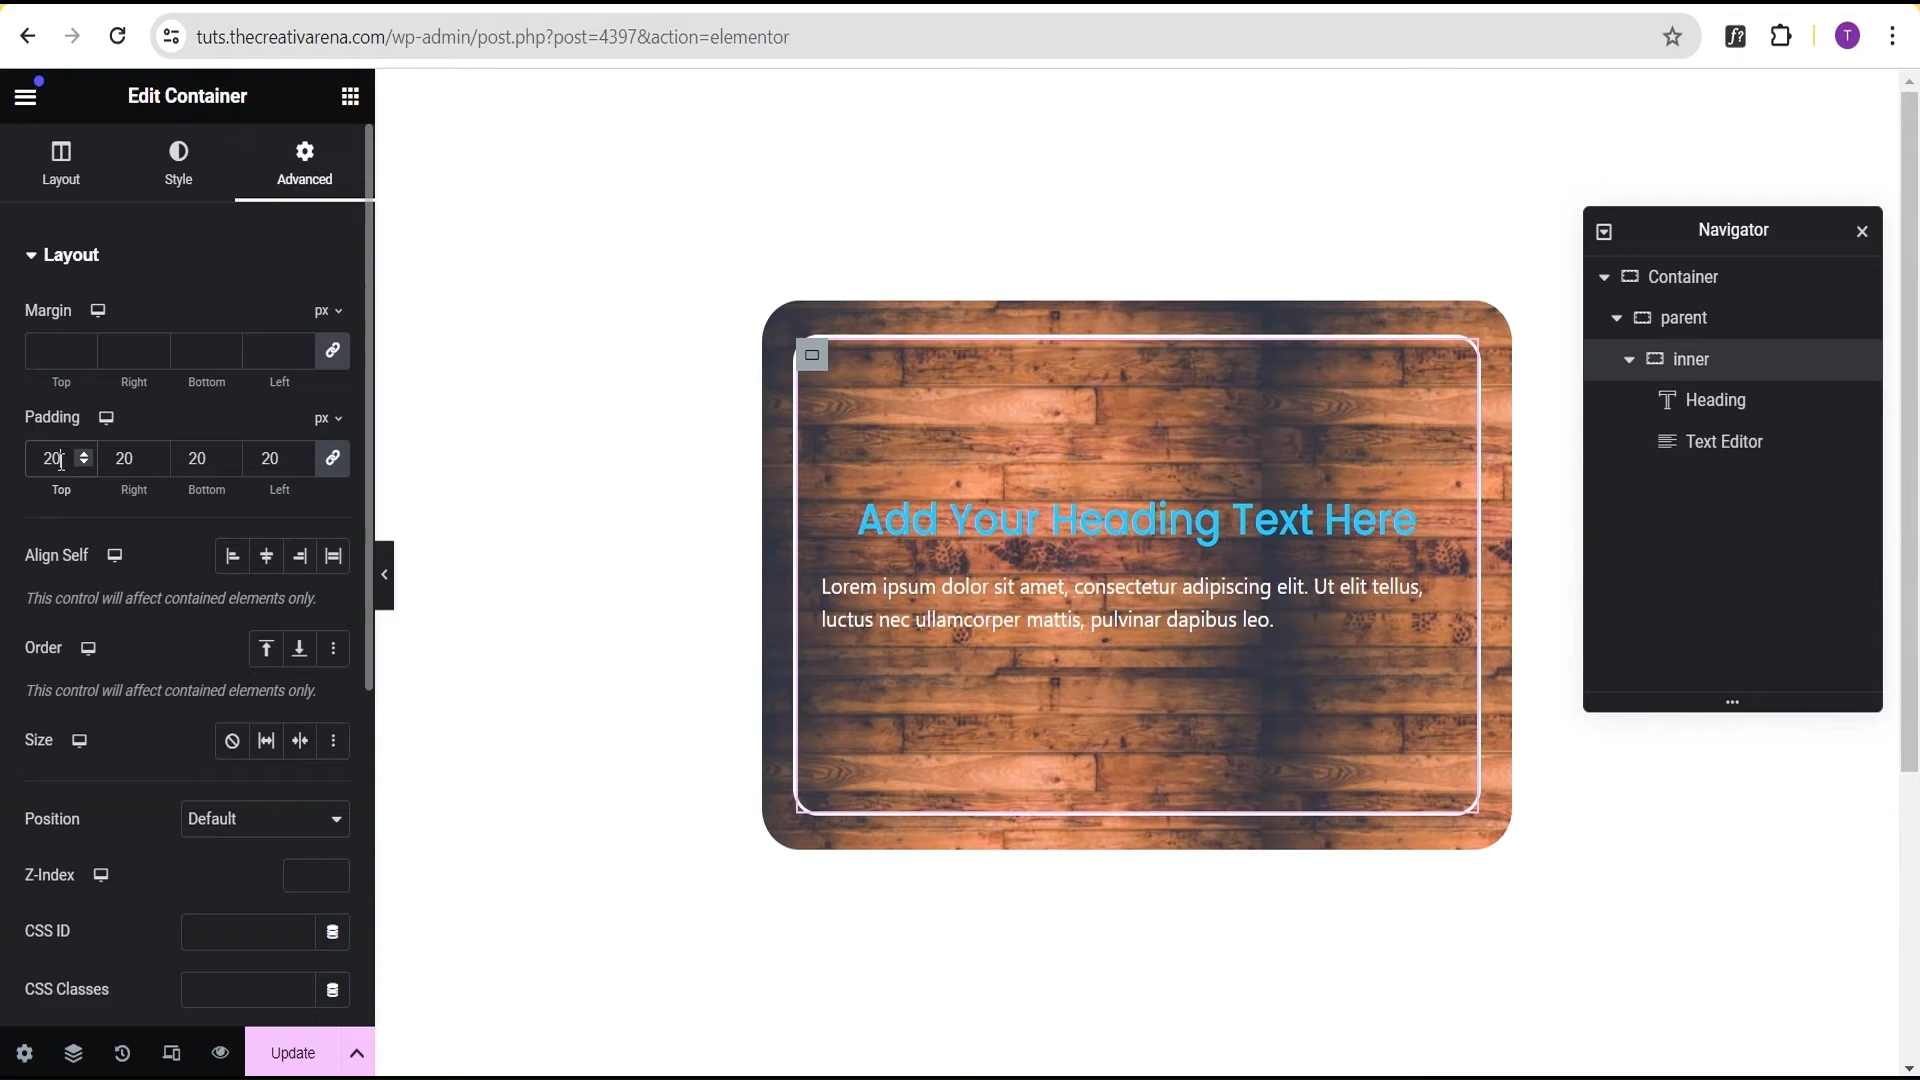 tuts.thecreativarena.com/wp-admin/post.php?post=4397&action=elementor
f?
T
Edit Container
Layout
Style
Advanced
Layout
Margin
px
Top
Right
Bottom
Left
Padding
px
20
20
20
20
Top
Right
Bottom
Left
Align Self
This control will affect contained elements only.
Order
This control will affect contained elements only.
Size
Position
Default
Z-Index
CSS ID
CSS Classes
Update
Add Your Heading Text Here
Lorem ipsum dolor sit amet, consectetur adipiscing elit. Ut elit tellus,
luctus nec ullamcorper mattis, pulvinar dapibus leo.
Navigator
Container
parent
inner
Heading
Text Editor